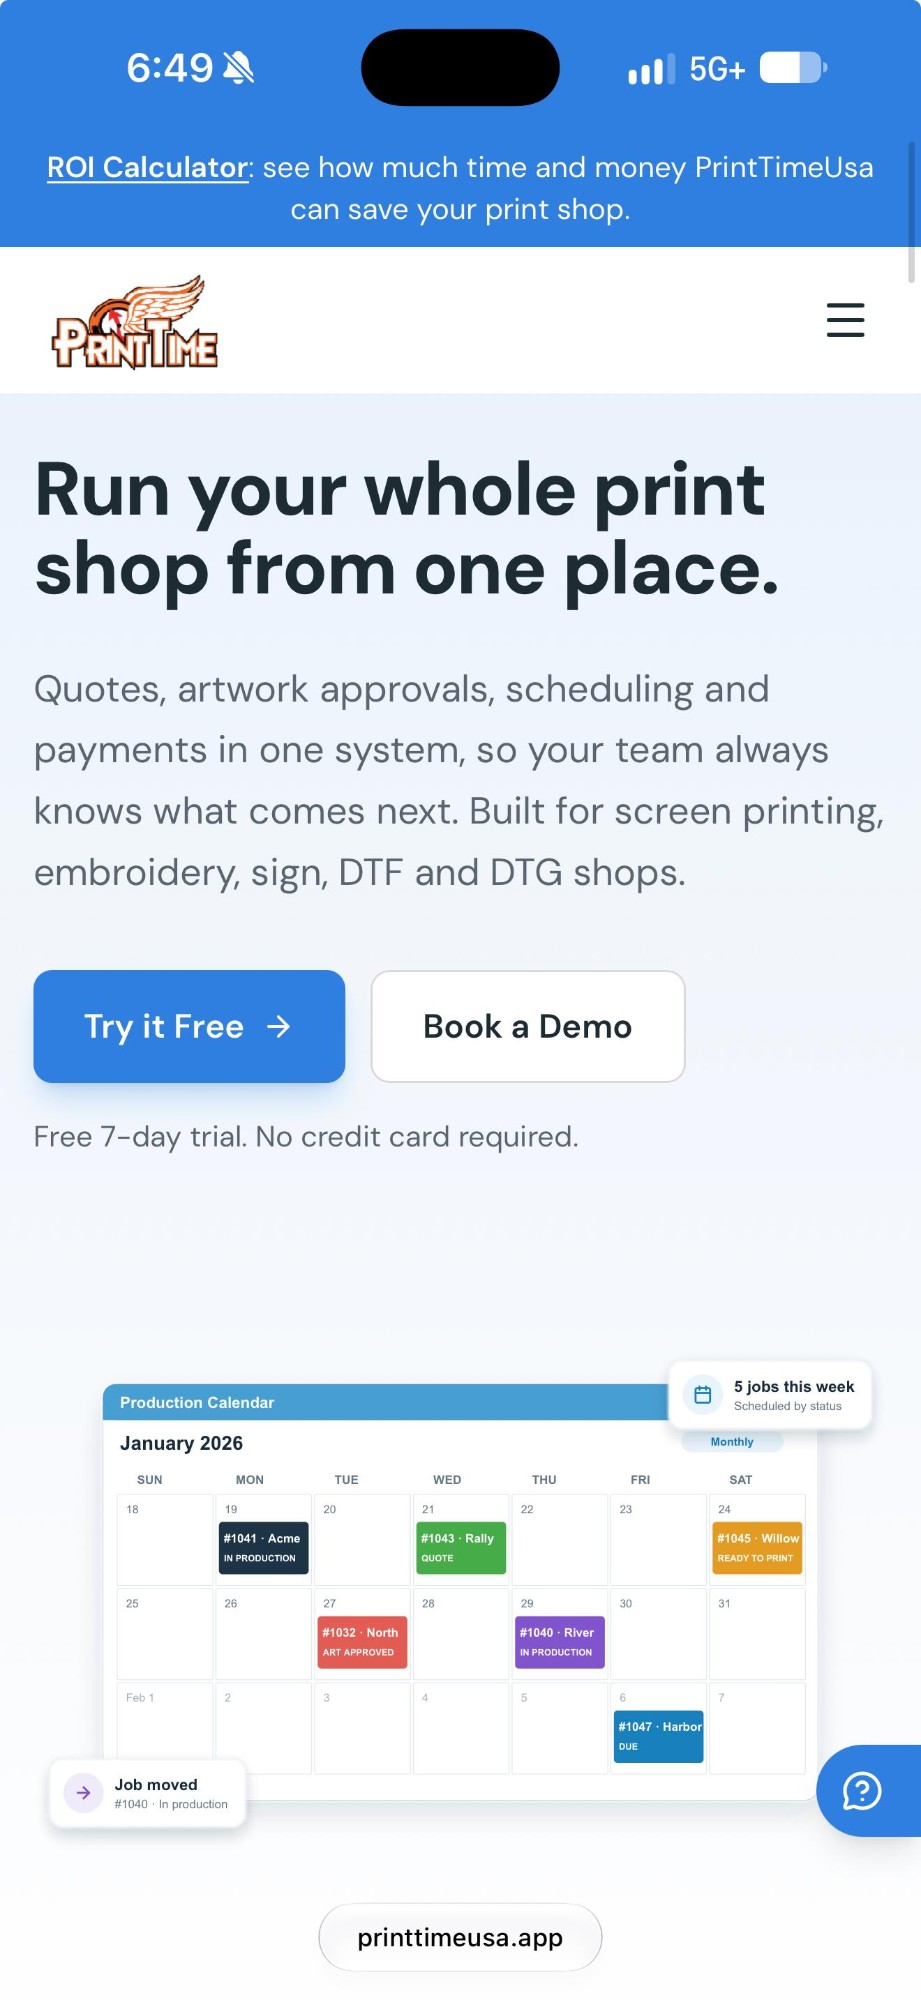 6:49
5G+
ROI Calculator: see how much time and money PrintTimeUsa
can save your print shop.
PRINTTIME
Run your whole print
shop from one place.
Quotes, artwork approvals, scheduling and
payments in one system, so your team always
knows what comes next. Built for screen printing,
embroidery, sign, DTF and DTG shops.
Try it Free → Book a Demo
Free 7-day trial. No credit card required.
5 jobs this week
Scheduled by status
Production Calendar
January 2026
Monthly
SUN MON TUE WED THU FRI SAT
18 19 20 21 22 23 24
#1041 · Acme #1043 · Rally #1045 · Willow
IN PRODUCTION QUOTE READY TO PRINT
25 26 27 28 29 30 31
#1032 · North #1040 · River
ART APPROVED IN PRODUCTION
Feb 1 2 3 4 5 6 7
#1047 · Harbor
DUE
Job moved
#1040 · In production
printtimeusa.app